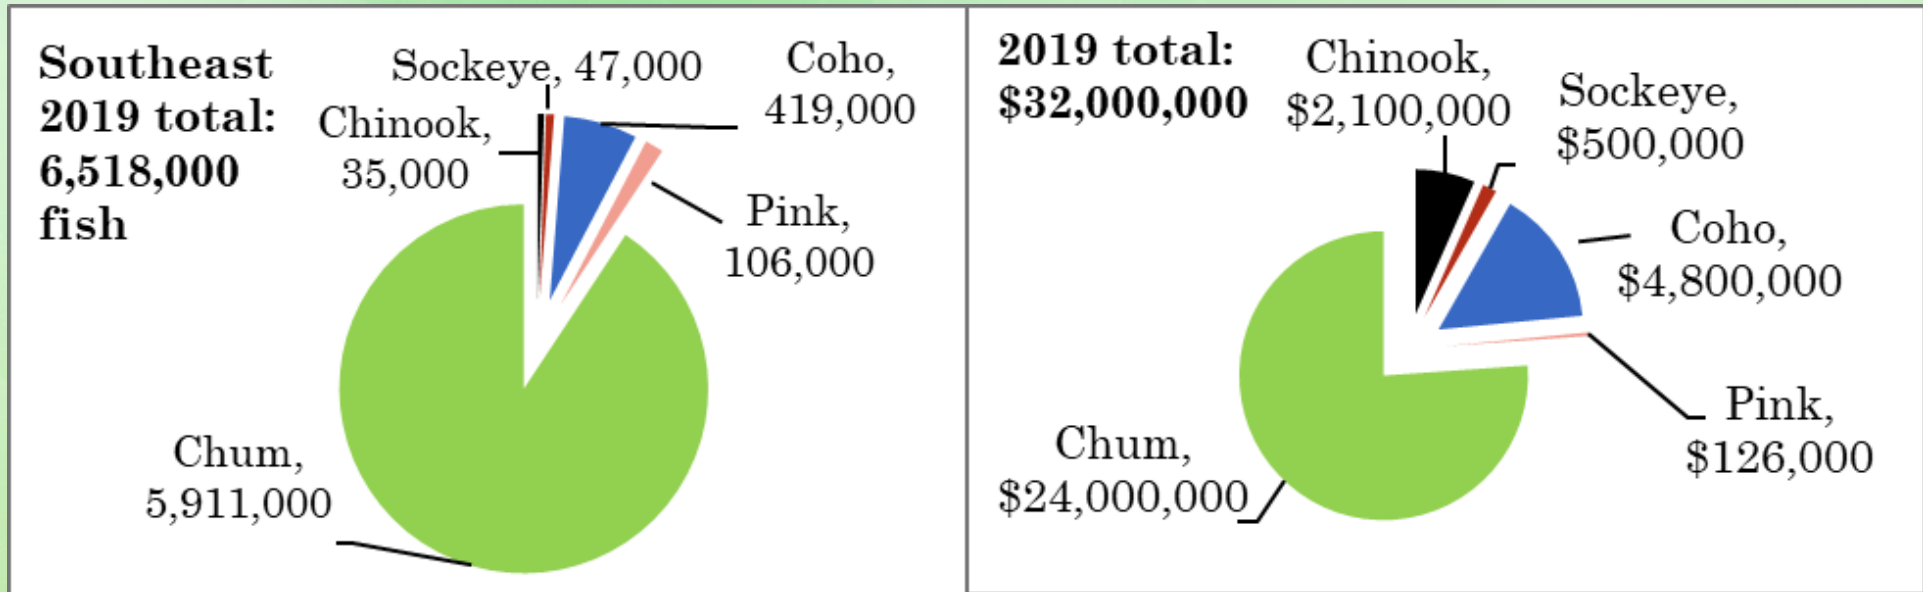 Southeast
2019 total:
6,518,000
fish
Sockeye, 47,000
Coho,
419,000
Chinook,
35,000
Pink,
106,000
Chum,
5,911,000
2019 total:
$32,000,000
Chinook,
$2,100,000
Sockeye,
$500,000
Coho,
$4,800,000
Pink,
$126,000
Chum,
$24,000,000